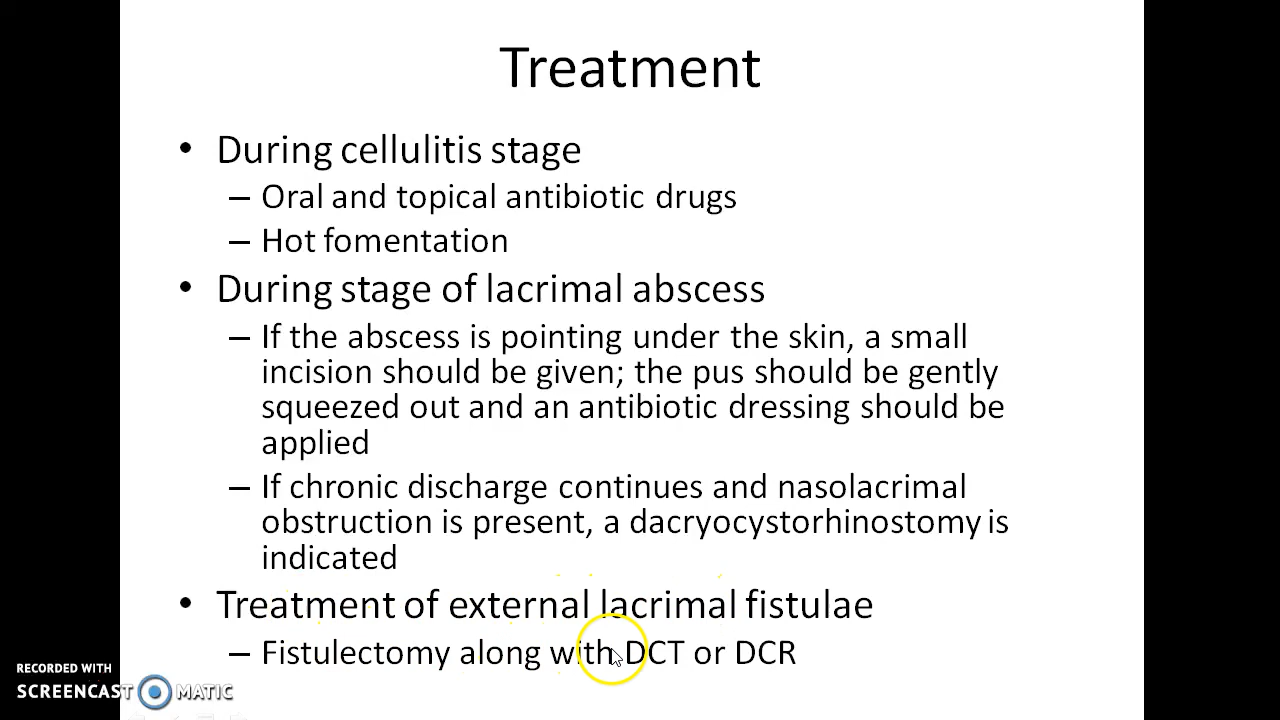 Treatment
• During cellulitis stage
– Oral and topical antibiotic drugs
– Hot fomentation
• During stage of lacrimal abscess
– If the abscess is pointing under the skin, a small
incision should be given; the pus should be gently
squeezed out and an antibiotic dressing should be
applied
– If chronic discharge continues and nasolacrimal
obstruction is present, a dacryocystorhinostomy is
indicated
• Treatment of external lacrimal fistulae
– Fistulectomy along with DCT or DCR
RECORDED WITH
SCREENCAST MATIC